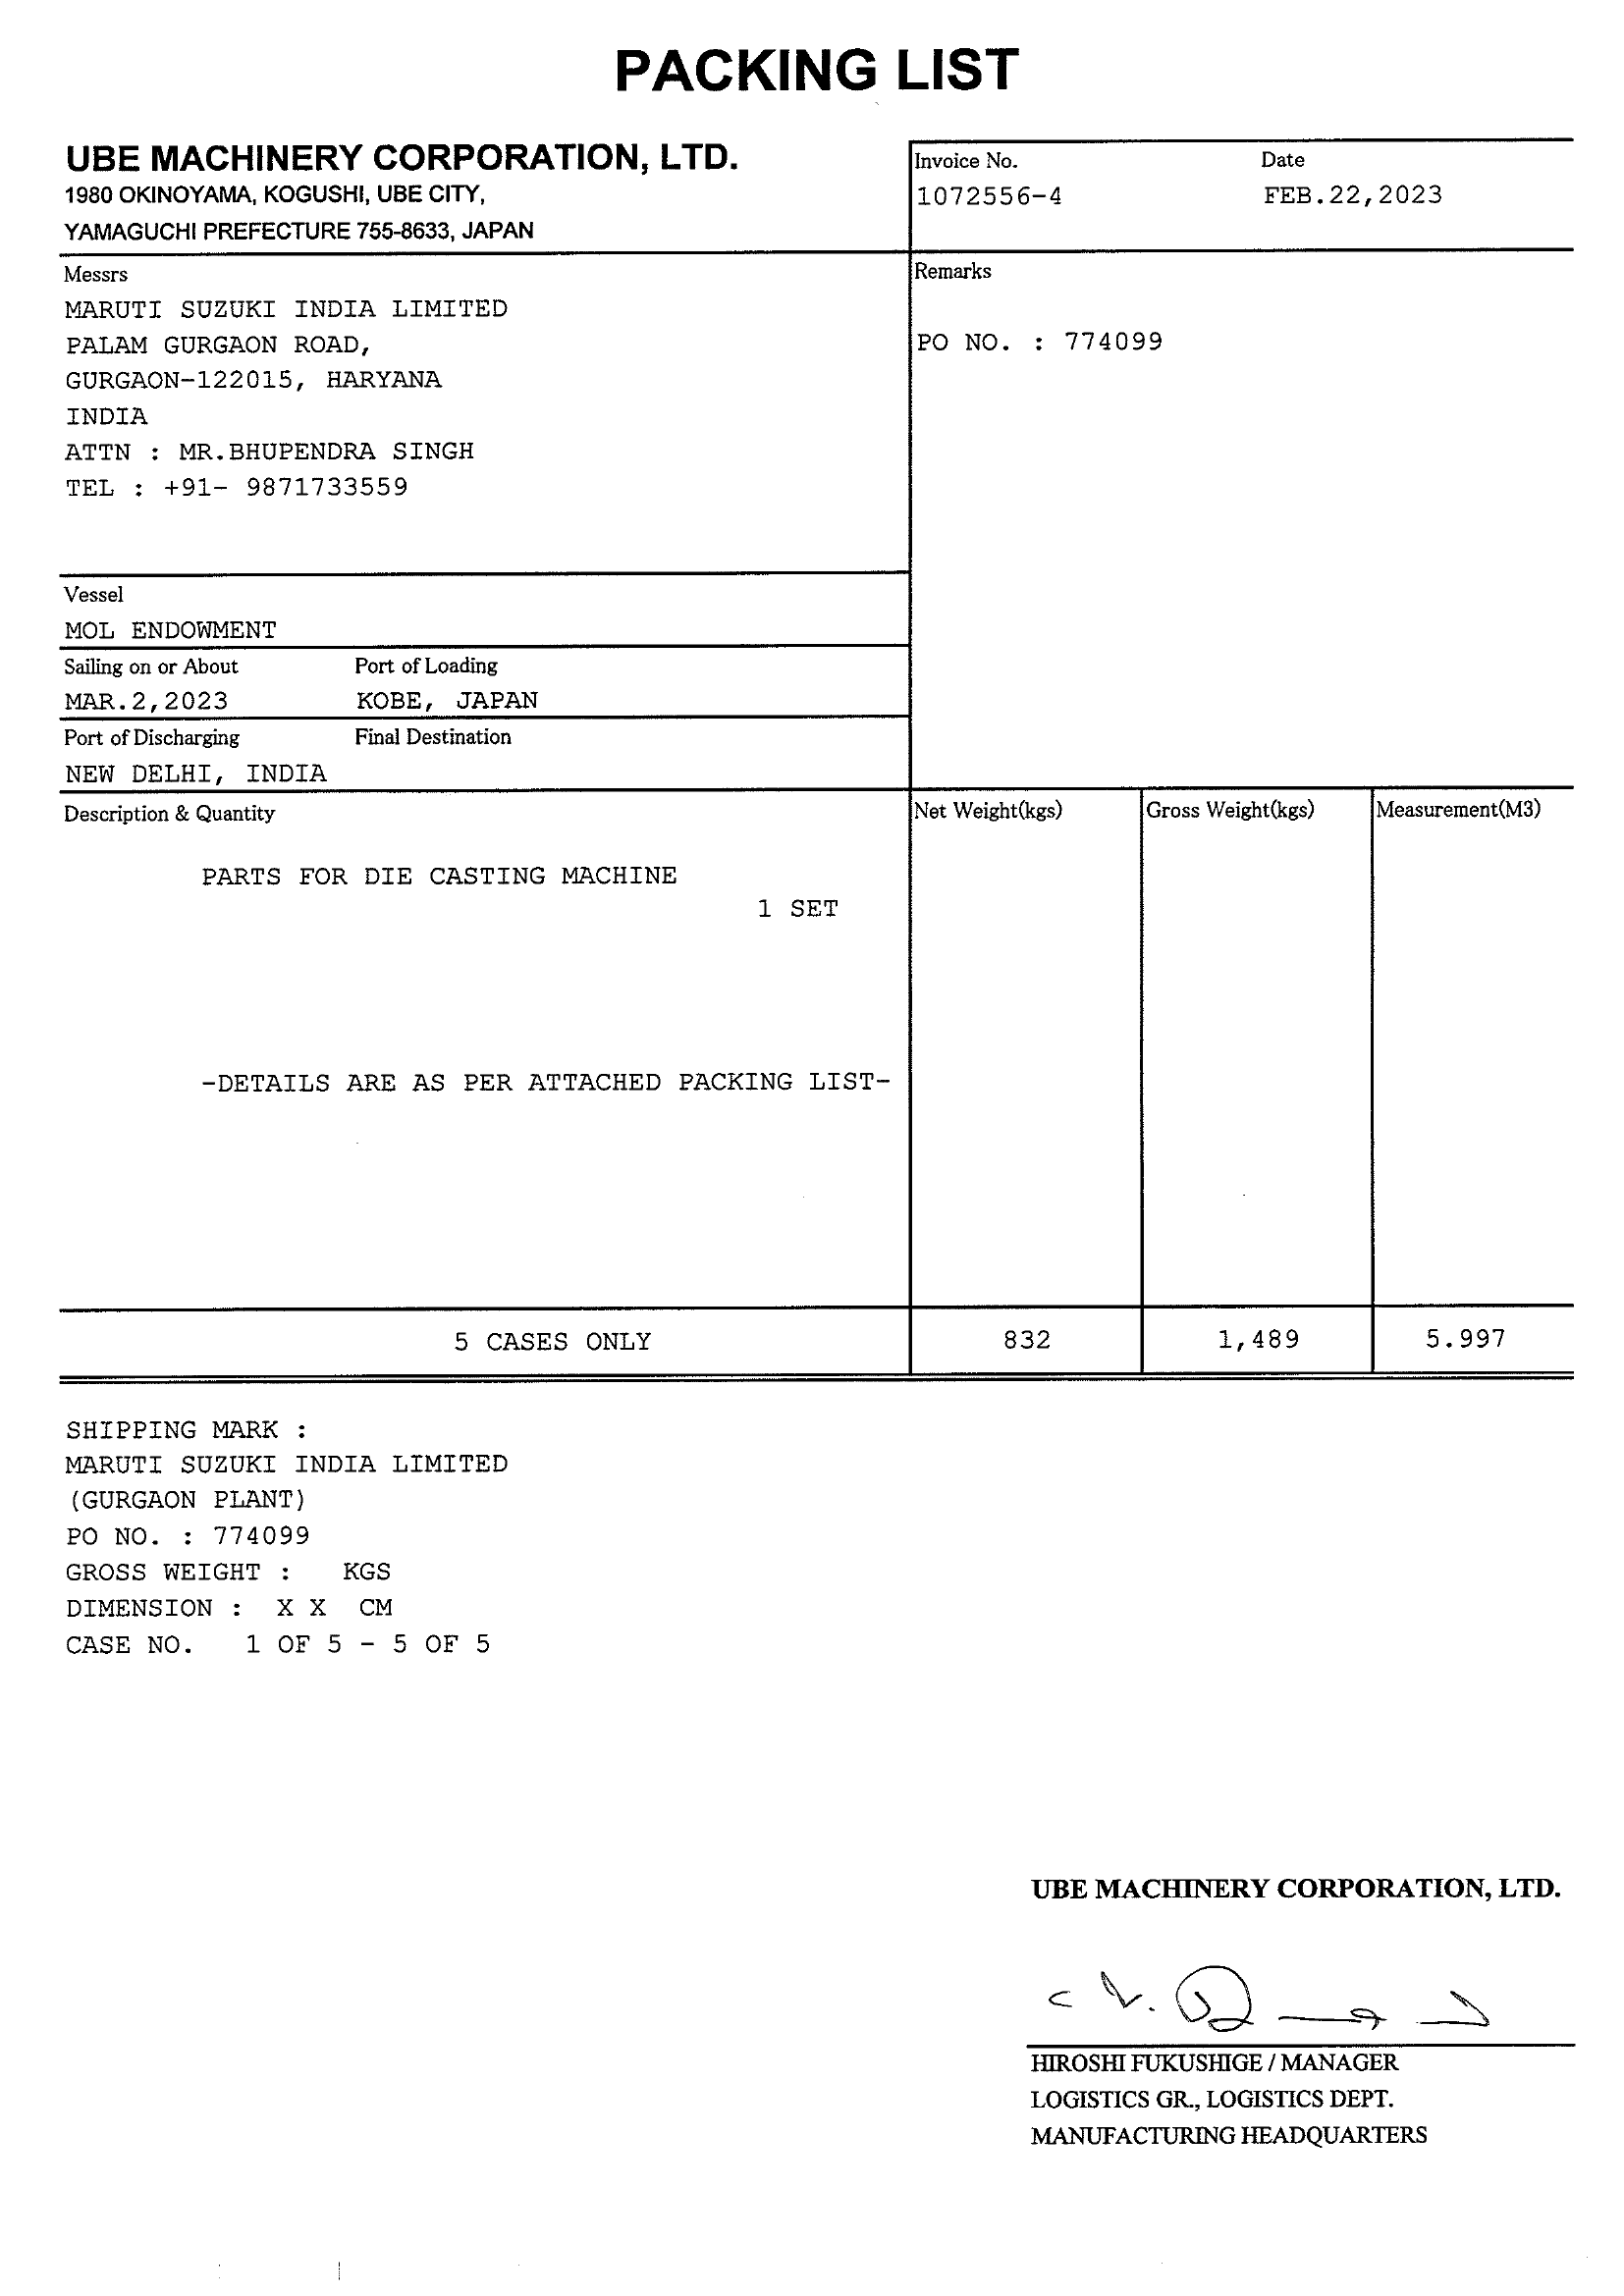 PACKING LIST
UBE MACHINERY CORPORATION, LTD.
1980 OKINOYAMA, KOGUSHI, UBE CITY,
YAMAGUCHI PREFECTURE 755-8633, JAPAN
Invoice No. Date
1072556-4 FEB.22,2023
Messrs
MARUTI SUZUKI INDIA LIMITED
PALAM GURGAON ROAD,
GURGAON-122015, HARYANA
INDIA
ATTN : MR.BHUPENDRA SINGH
TEL : +91- 9871733559
Remarks
PO NO. : 774099
Vessel
MOL ENDOWMENT
Sailing on or About Port of Loading
MAR.2,2023 KOBE, JAPAN
Port of Discharging Final Destination
NEW DELHI, INDIA
Description & Quantity Net Weight(kgs) Gross Weight(kgs) Measurement(M3)
PARTS FOR DIE CASTING MACHINE
1 SET
-DETAILS ARE AS PER ATTACHED PACKING LIST-
5 CASES ONLY 832 1,489 5.997
SHIPPING MARK :
MARUTI SUZUKI INDIA LIMITED
(GURGAON PLANT)
PO NO. : 774099
GROSS WEIGHT : KGS
DIMENSION : X X CM
CASE NO. 1 OF 5 - 5 OF 5
UBE MACHINERY CORPORATION, LTD.
HIROSHI FUKUSHIGE / MANAGER
LOGISTICS GR., LOGISTICS DEPT.
MANUFACTURING HEADQUARTERS